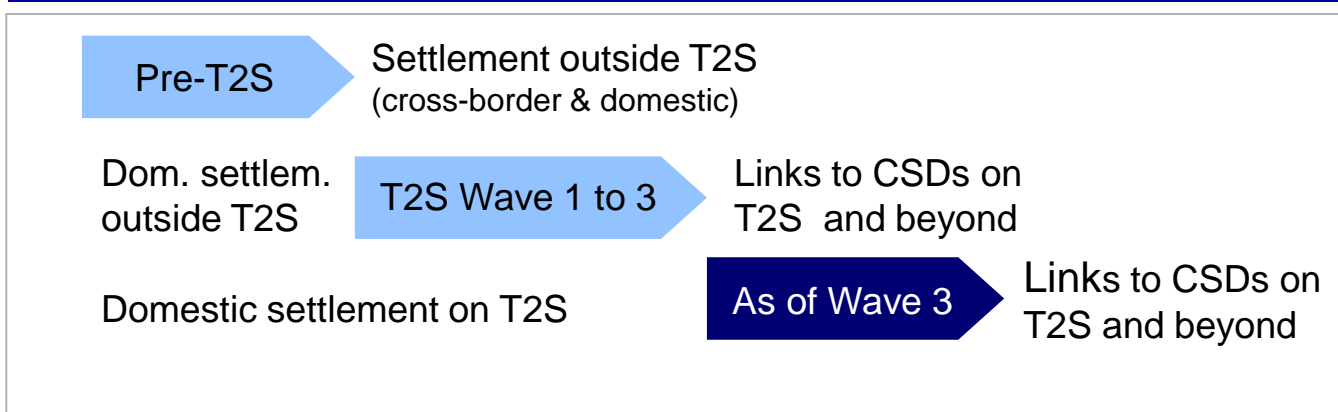 Pre-T2S
Settlement outside T2S
(cross-border & domestic)
Dom. settlem.
outside T2S
T2S Wave 1 to 3
Links to CSDs on
T2S  and beyond
Domestic settlement on T2S
As of Wave 3
Links to CSDs on
T2S and beyond